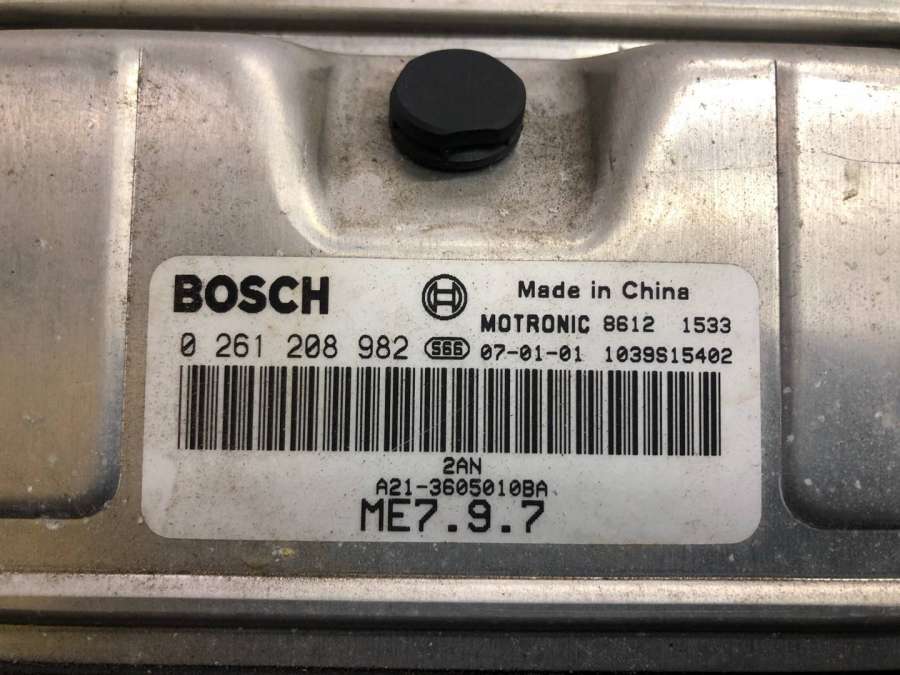 BOSCH
Made in China
MOTRONIC 8612 1533
0 261 208 982 S66 07-01-01 1039S15402
2AN
A21-3605010BA
ME7.9.7